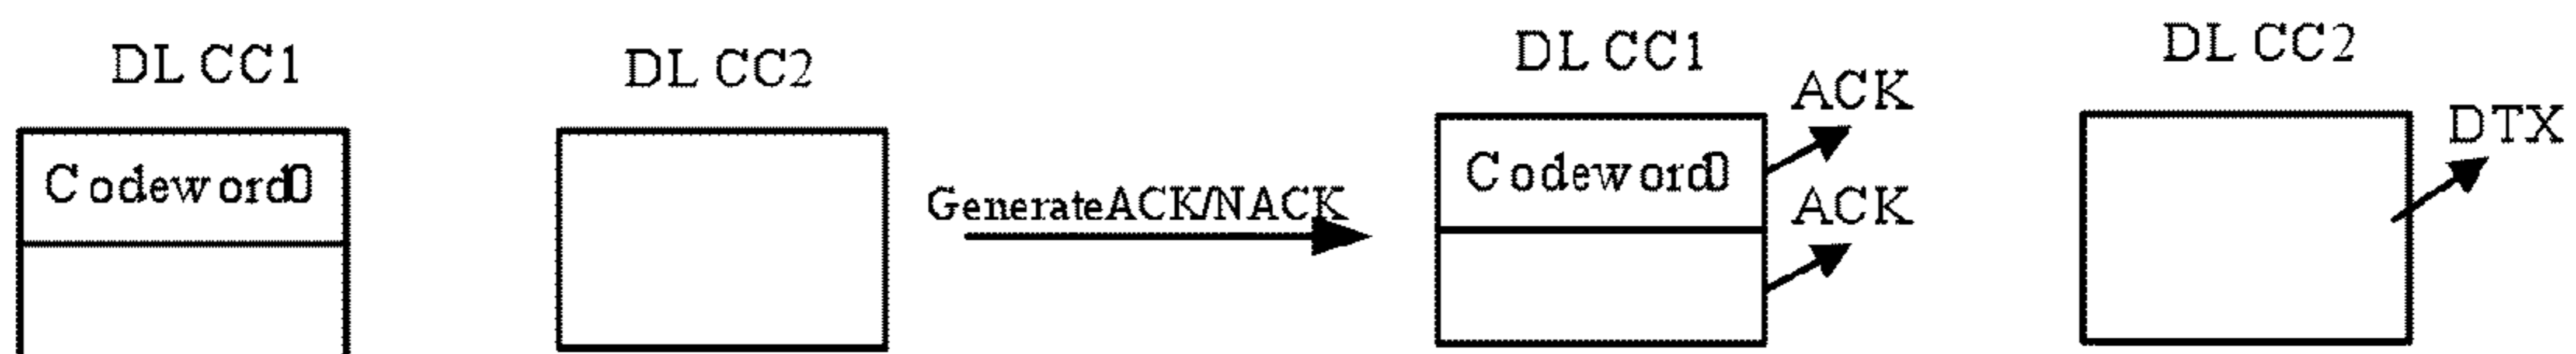 DL CC1
DL CC2
Codeword0
GenerateACK/NACK
DL CC1
DL CC2
Codeword0
ACK
ACK
DTX